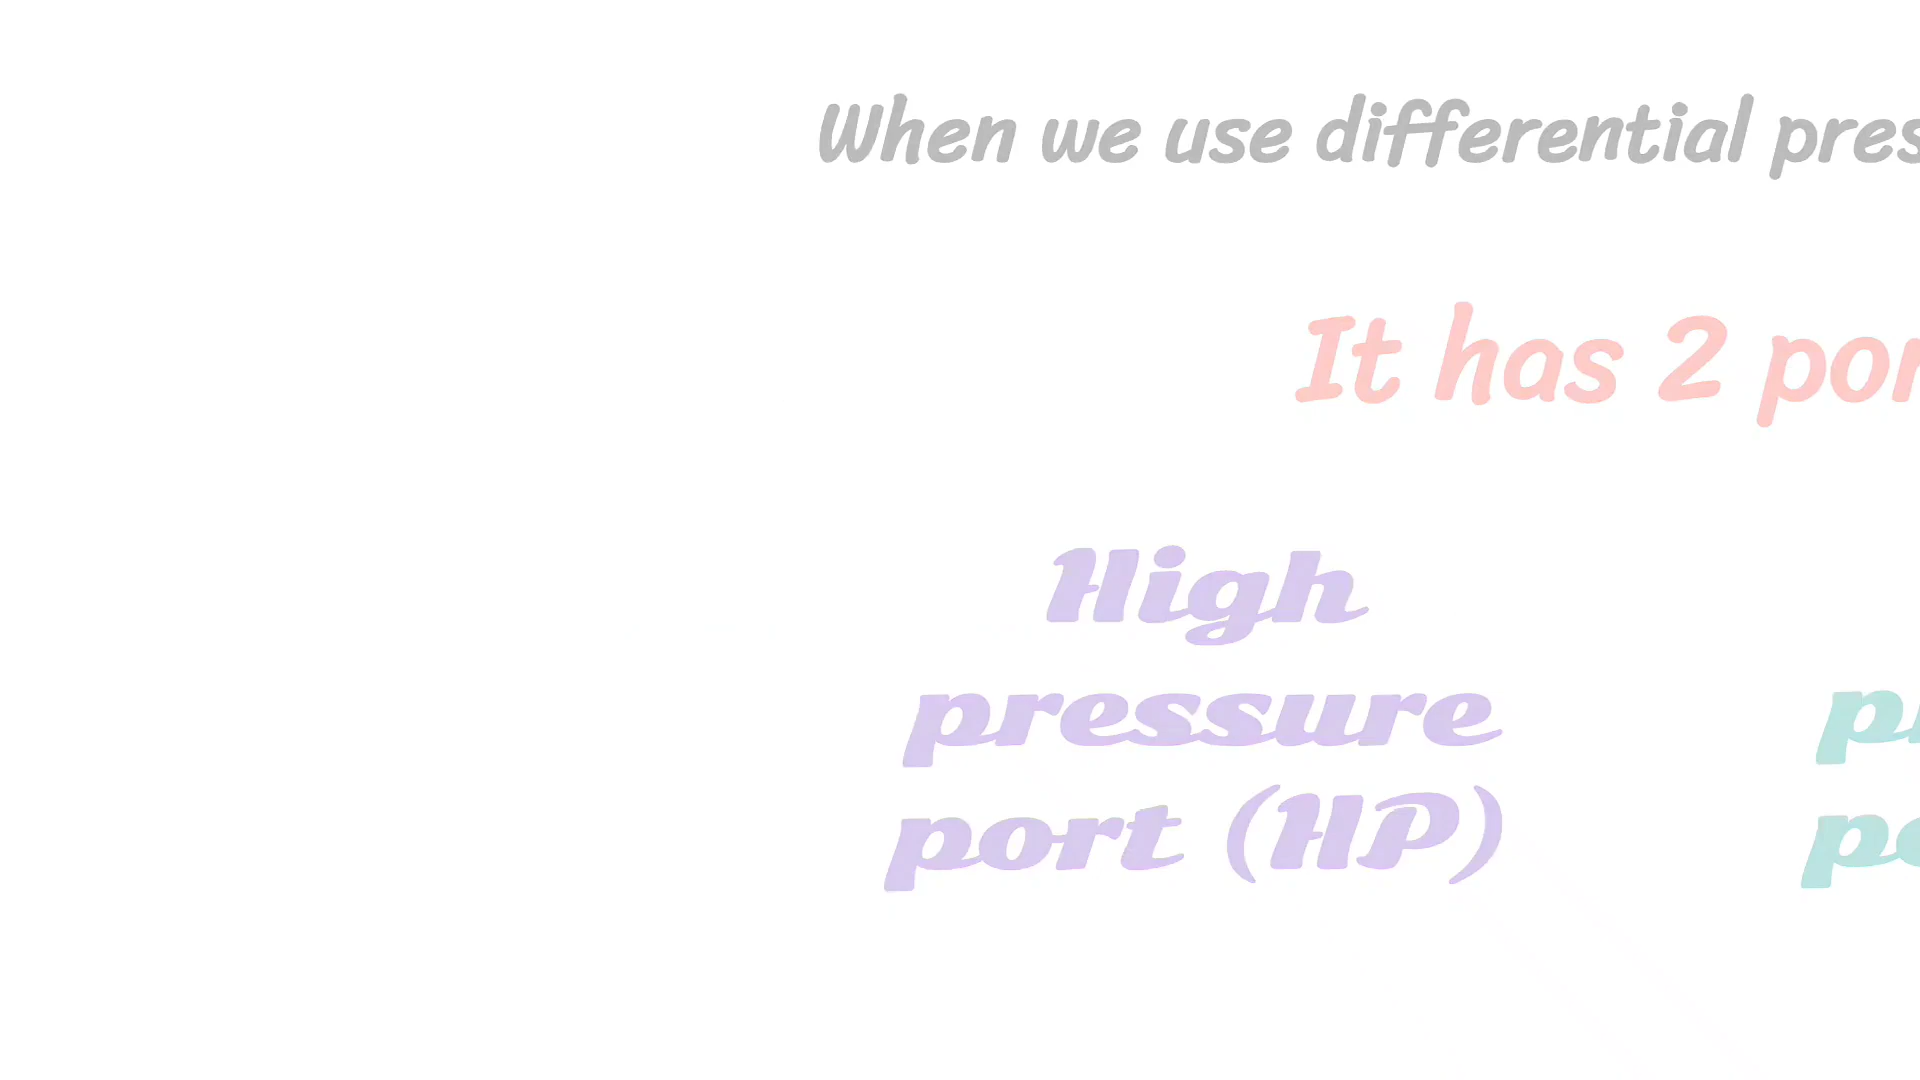 When we use differential pres
It has 2 por
High
pressure
port (HP)